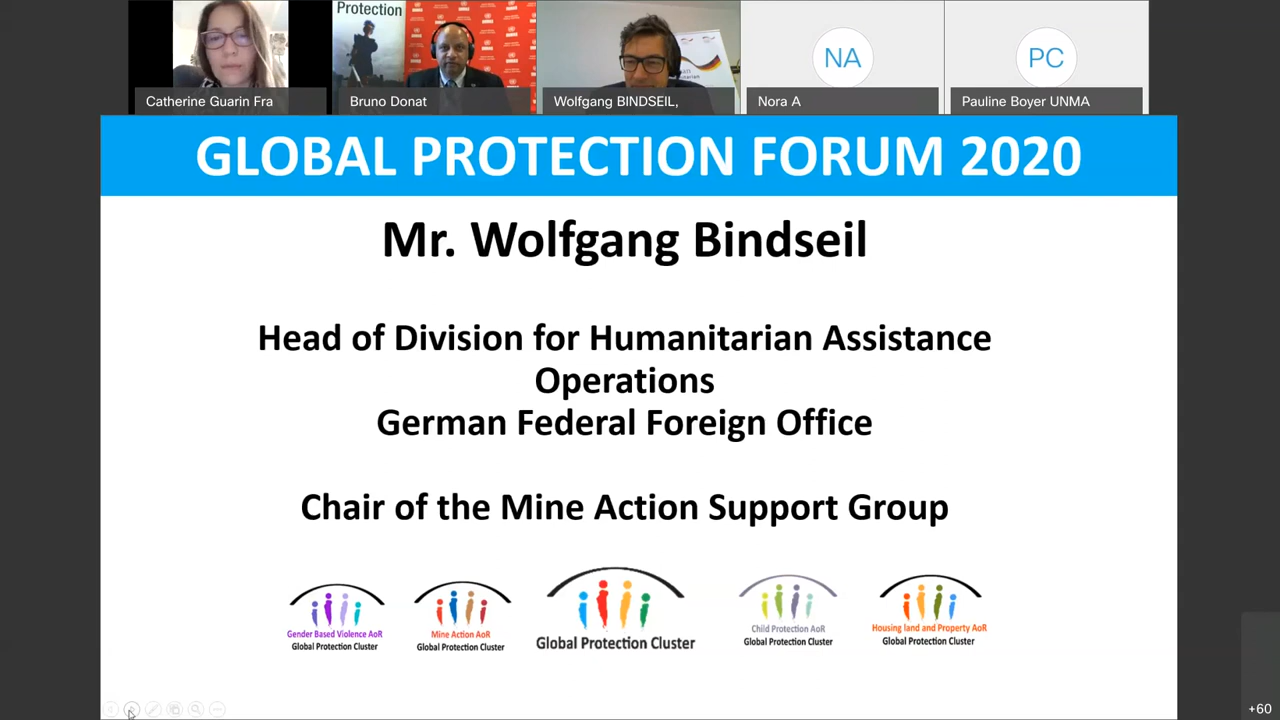 Protection
Catherine Guarin Fra
Bruno Donat
Wolfgang BINDSEIL,
NA
Nora A
PC
Pauline Boyer UNMA
GLOBAL PROTECTION FORUM 2020
Mr. Wolfgang Bindseil
Head of Division for Humanitarian Assistance
Operations
German Federal Foreign Office
Chair of the Mine Action Support Group
Gender Based Violence AoR
Global Protection Cluster
Mine Action AoR
Global Protection Cluster
Global Protection Cluster
Child Protection AoR
Global Protection Cluster
Housing land and Property AoR
Global Protection Cluster
+60